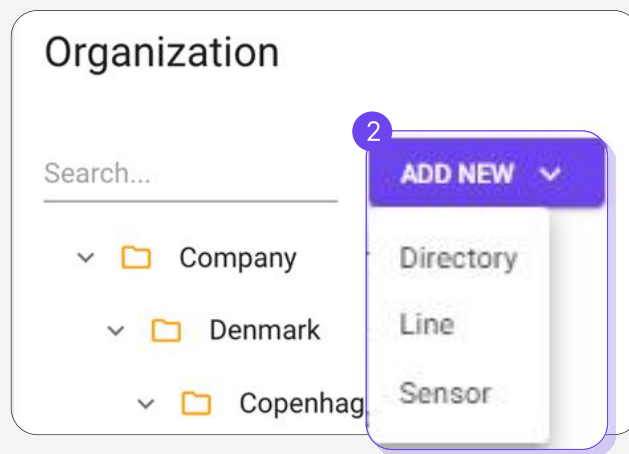 Organization
2
Search...
ADD NEW
Company
Directory
Line
Denmark
Sensor
Copenhag